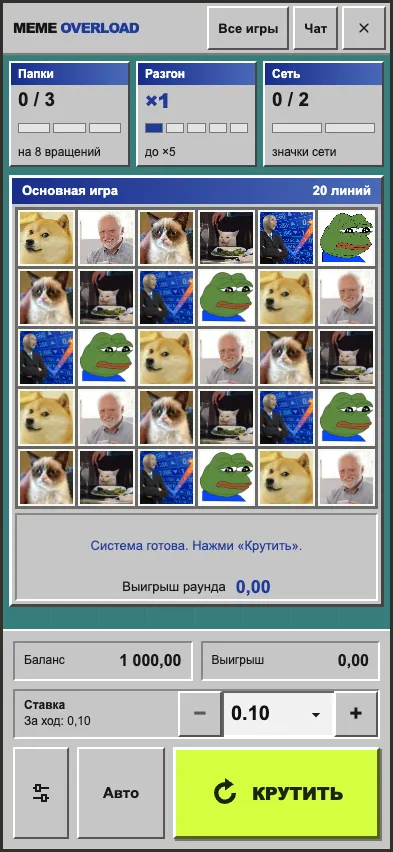 MEME OVERLOAD
Все игры
Чат
×
Папки
0 / 3
на 8 вращений
Разгон
×1
до ×5
Сеть
0 / 2
значки сети
Основная игра
20 линий
Система готова. Нажми «Крутить».
Выигрыш раунда 0,00
Баланс 1 000,00
Выигрыш 0,00
Ставка
За ход: 0,10
−
0.10
+
Авто
КРУТИТЬ